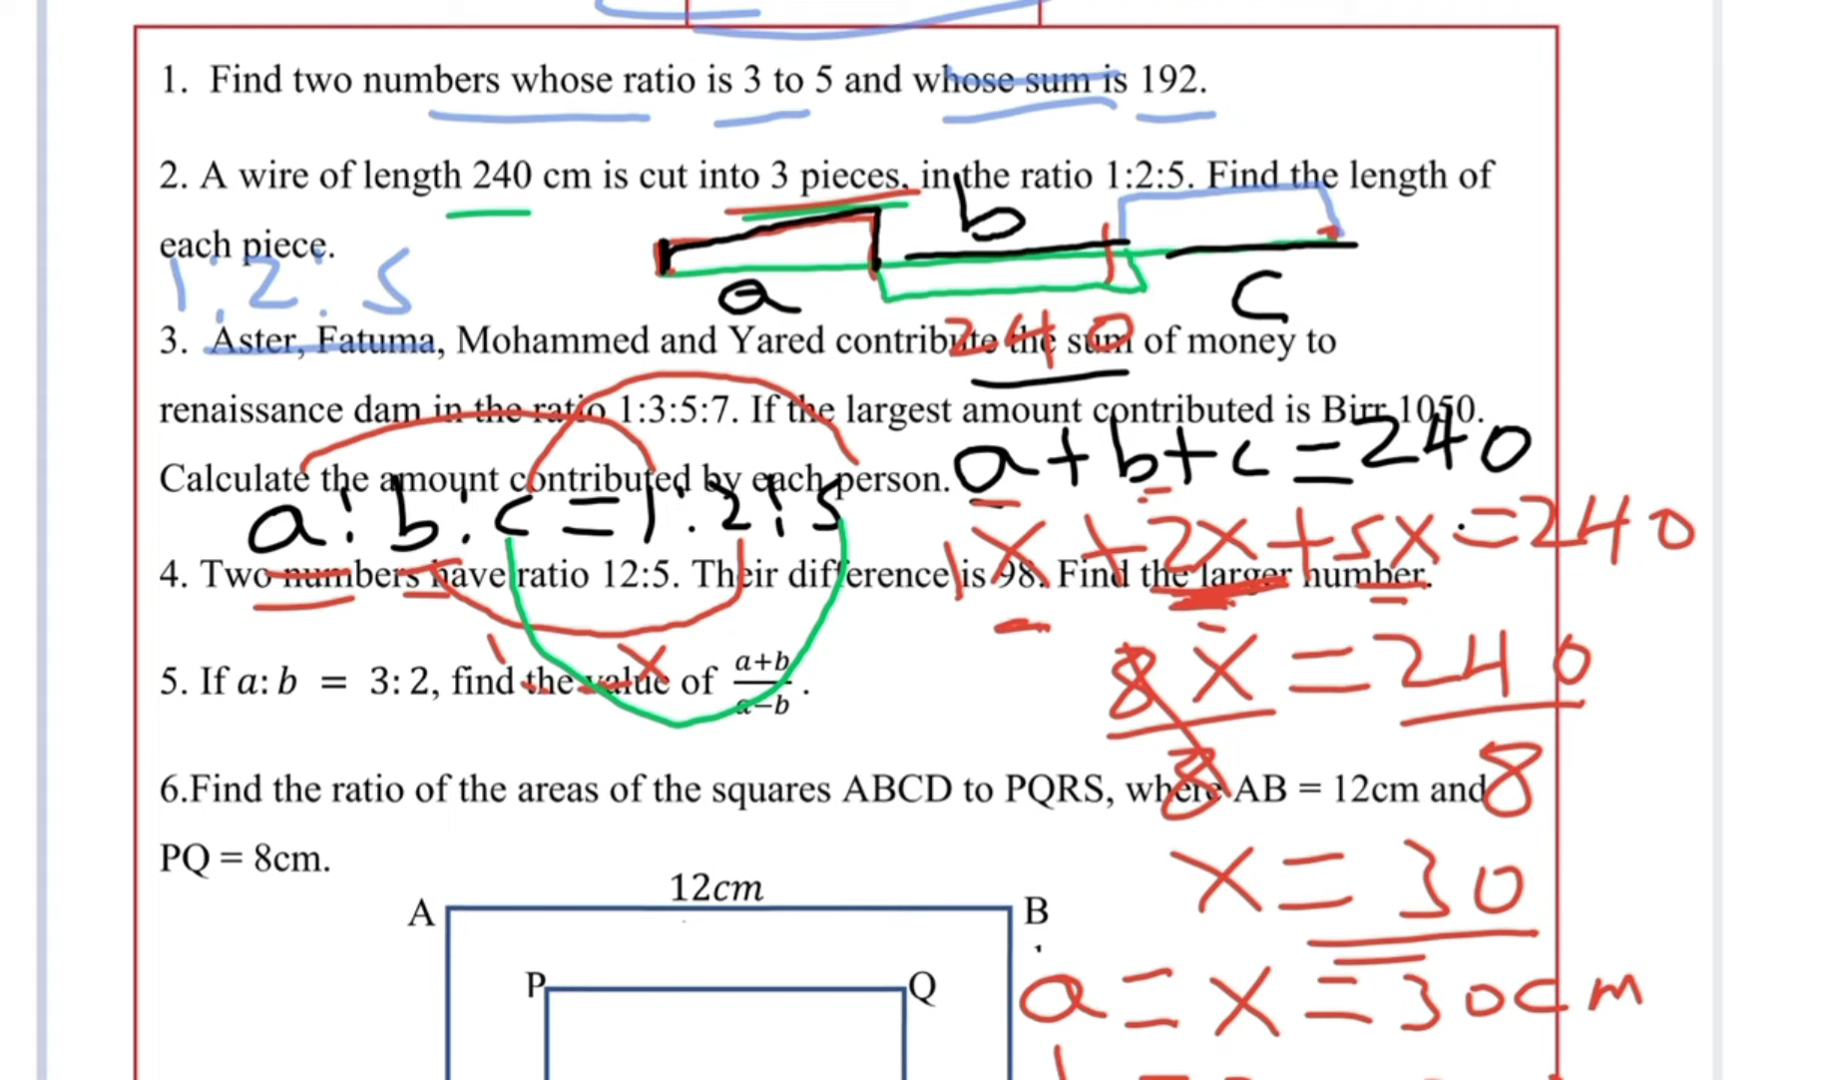 1. Find two numbers whose ratio is 3 to 5 and whose sum is 192.
2. A wire of length 240 cm is cut into 3 pieces, in the ratio 1:2:5. Find the length of
each piece.
1:2:5
a
b
c
240
3. Aster, Fatuma, Mohammed and Yared contribute the sum of money to
renaissance dam in the ratio 1:3:5:7. If the largest amount contributed is Birr 1050.
Calculate the amount contributed by each person.
a+b+c=240
a:b:c=1:2:5
1x+2x+5x=240
4. Two numbers have ratio 12:5. Their difference is 98. Find the larger number.
8x=240
8 8
x
5. If a:b = 3:2, find the value of a+b/a−b.
6.Find the ratio of the areas of the squares ABCD to PQRS, where AB = 12cm and
PQ = 8cm.
x=30
12cm
A B
P Q
a=x=30cm